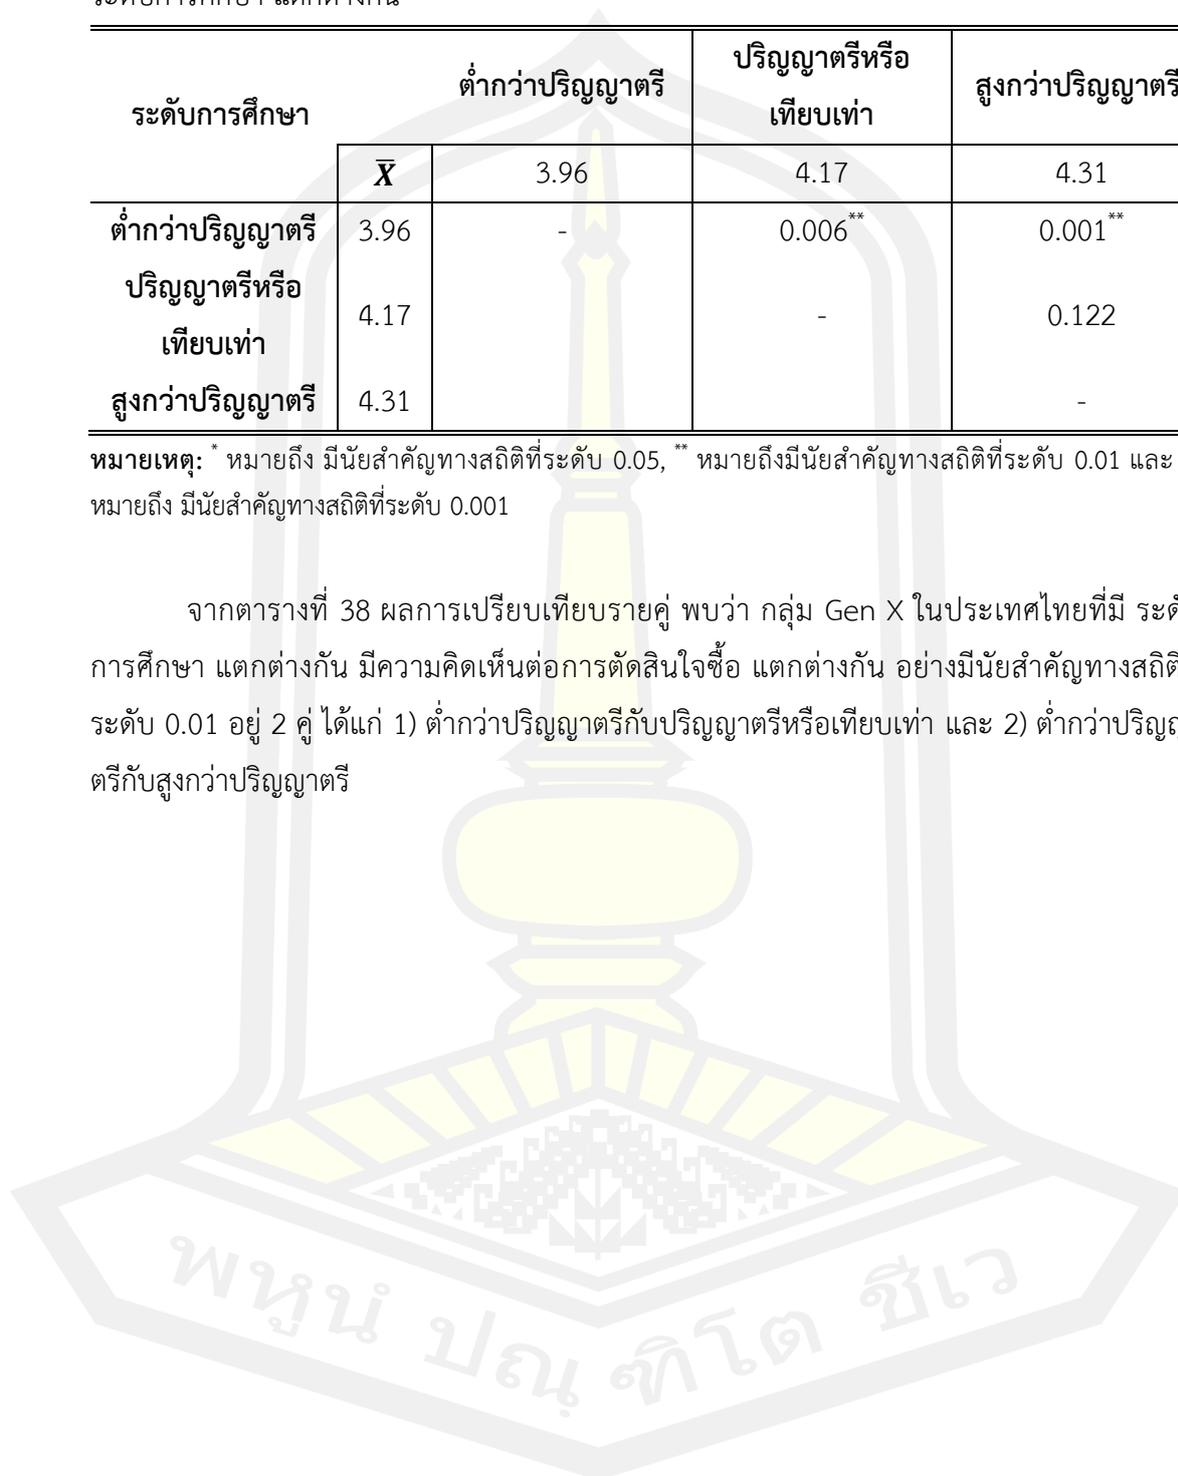 ระดับการศึกษา แตกต่างกัน
ระดับการศึกษา ต่ำกว่าปริญญาตรี ปริญญาตรีหรือ สูงกว่าปริญญาตรี
เทียบเท่า
X̄ 3.96 4.17 4.31
ต่ำกว่าปริญญาตรี 3.96 - 0.006** 0.001**
ปริญญาตรีหรือ
เทียบเท่า 4.17 - 0.122
สูงกว่าปริญญาตรี 4.31 -
หมายเหตุ: * หมายถึง มีนัยสำคัญทางสถิติที่ระดับ 0.05, ** หมายถึงมีนัยสำคัญทางสถิติที่ระดับ 0.01 และ
หมายถึง มีนัยสำคัญทางสถิติที่ระดับ 0.001
จากตารางที่ 38 ผลการเปรียบเทียบรายคู่ พบว่า กลุ่ม Gen X ในประเทศไทยที่มี
การศึกษา แตกต่างกัน มีความคิดเห็นต่อการตัดสินใจซื้อ แตกต่างกัน อย่างมีนัยสำคัญทางสถิติ
ระดับ 0.01 อยู่ 2 คู่ ได้แก่ 1) ต่ำกว่าปริญญาตรีกับปริญญาตรีหรือเทียบเท่า และ 2)
ตรีกับสูงกว่าปริญญาตรี
พหูนํ ปณฺฑิโต ชีเว